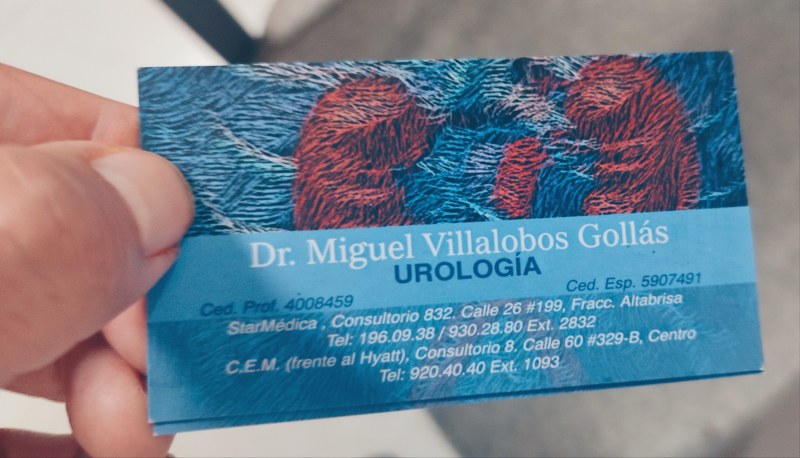 Dr. Miguel Villalobos Gollás
UROLOGÍA
Ced. Prof. 4008459 Ced. Esp. 5907491
StarMédica , Consultorio 832, Calle 26 #199, Fracc. Altabrisa
Tel: 196.09.38 / 930.28.80 Ext. 2832
C.E.M. (frente al Hyatt), Consultorio 8, Calle 60 #329-B, Centro
Tel: 920.40.40 Ext. 1093